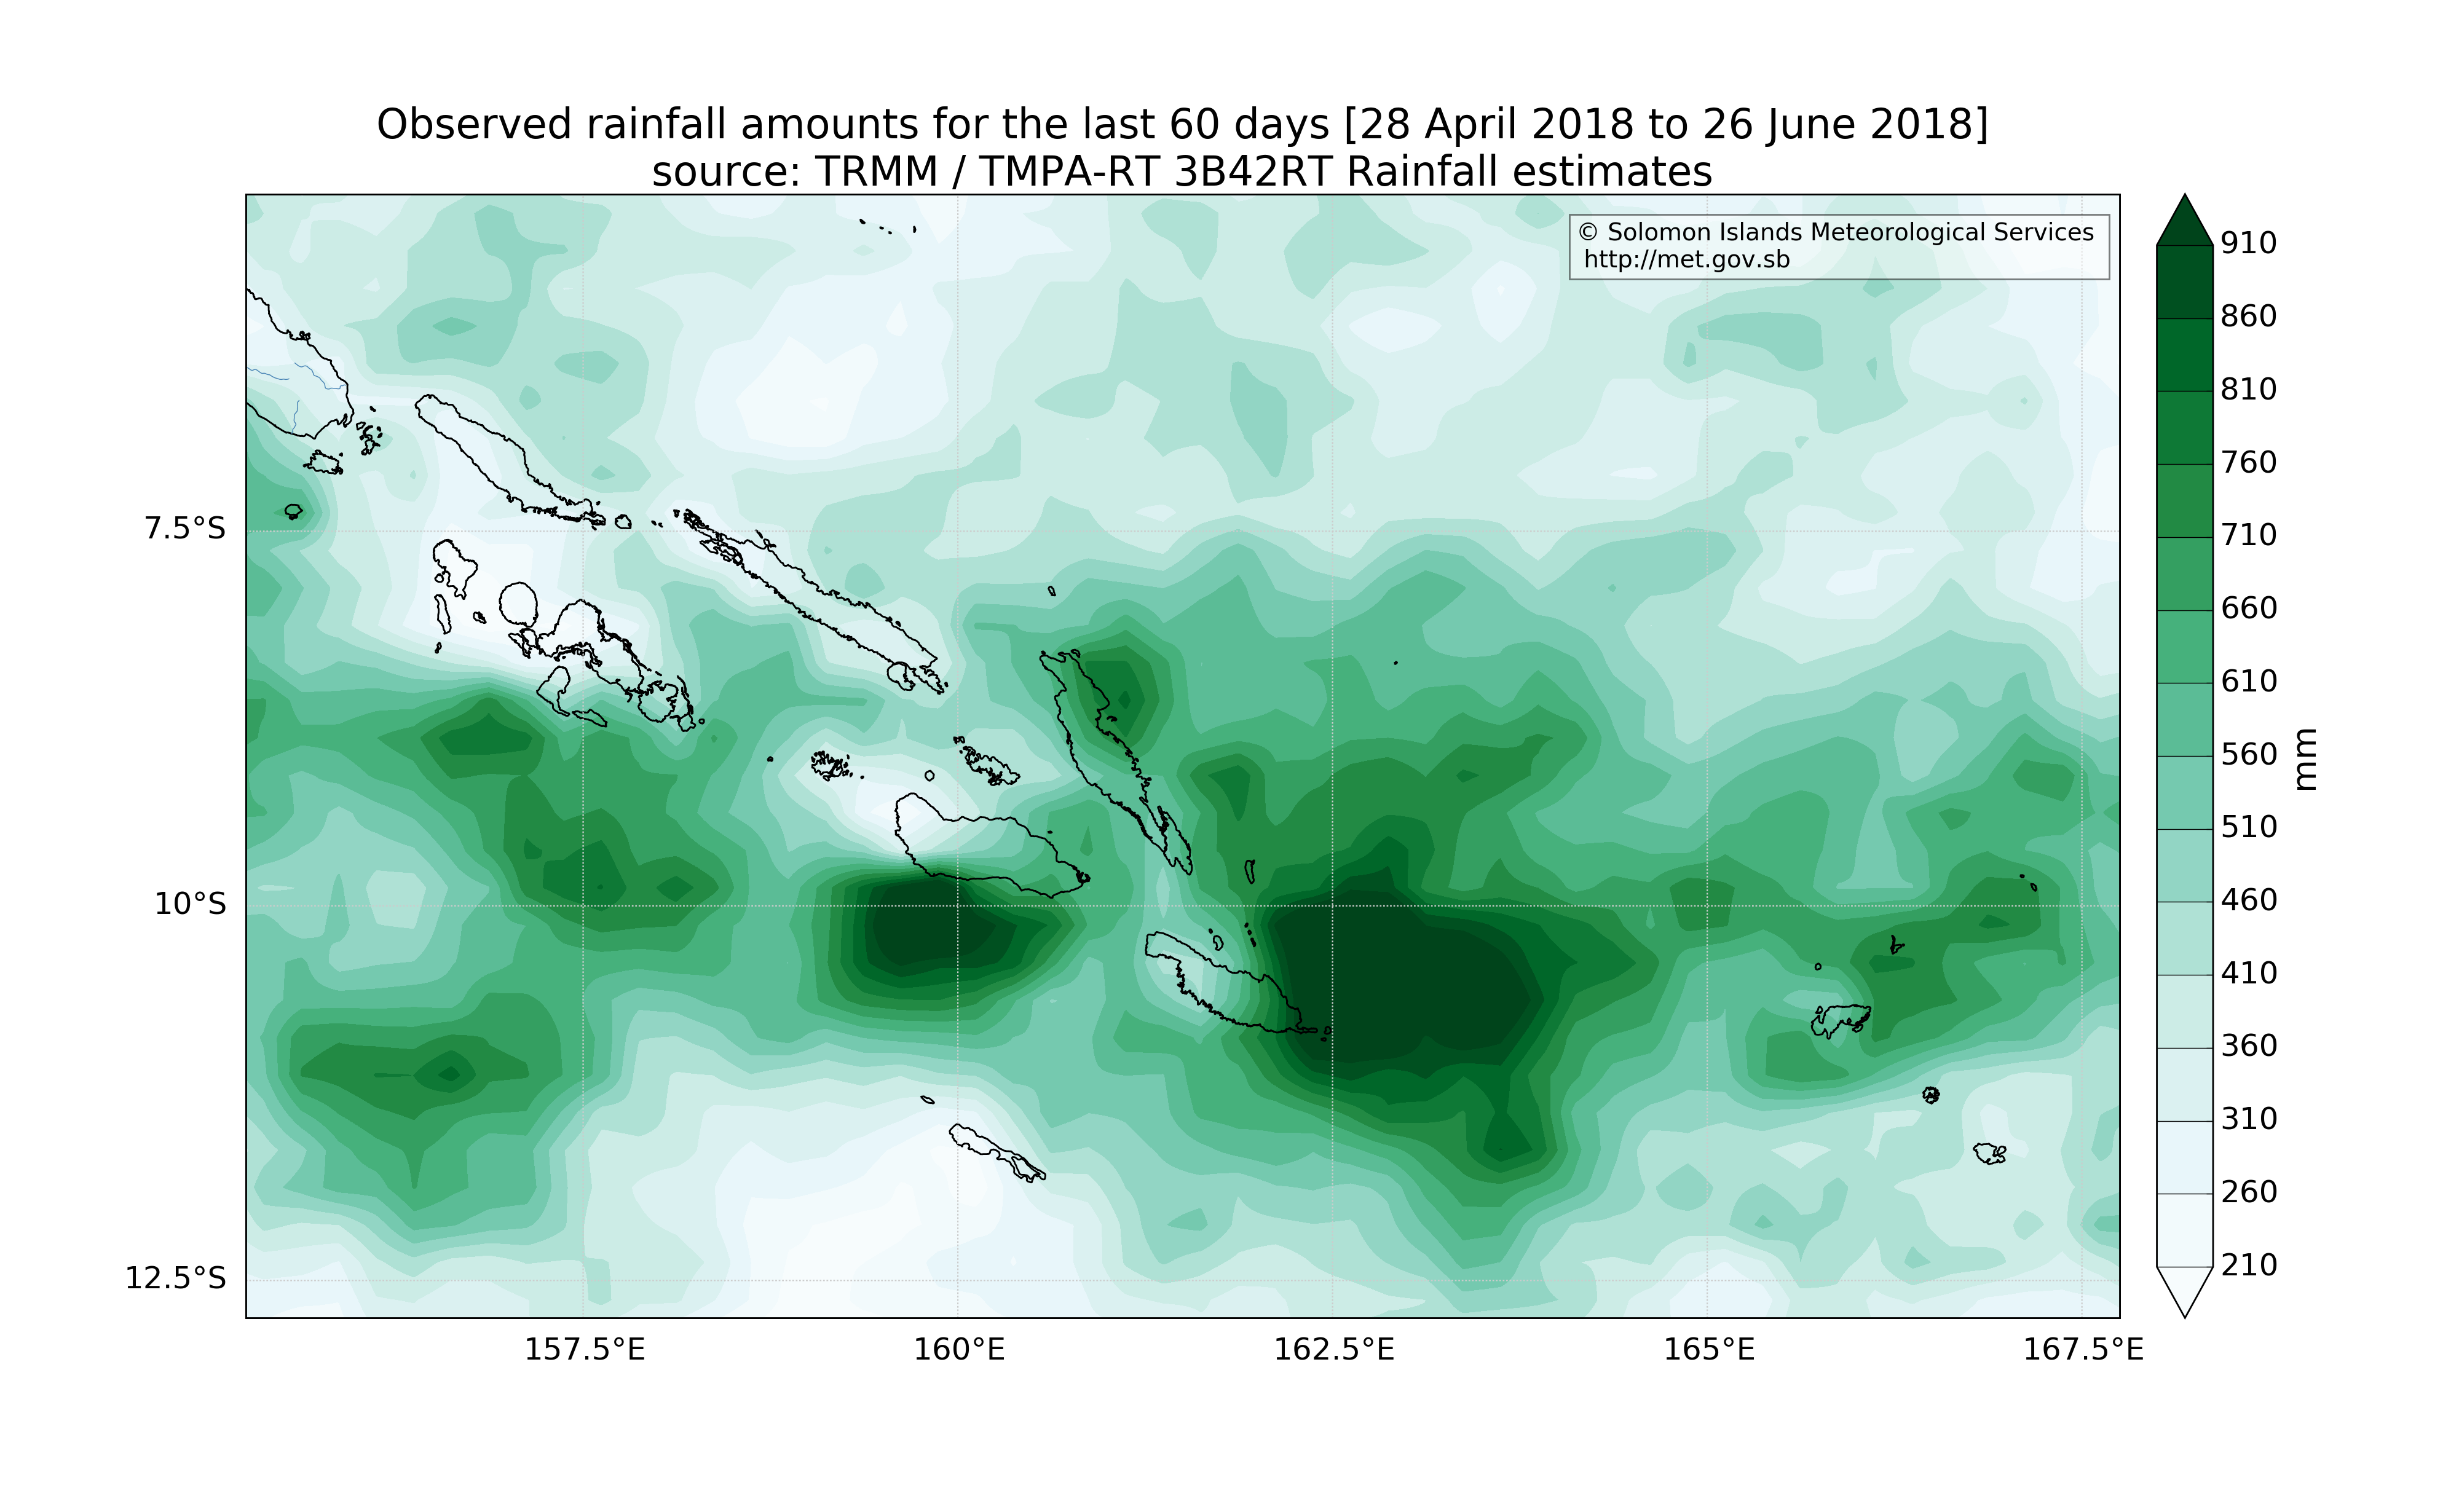 Observed rainfall amounts for the last 60 days [28 April 2018 to 26 June 2018]
source: TRMM / TMPA-RT 3B42RT Rainfall estimates
© Solomon Islands Meteorological Services
http://met.gov.sb
7.5°S
10°S
12.5°S
157.5°E
160°E
162.5°E
165°E
167.5°E
910
860
810
760
710
660
610
560
510
460
410
360
310
260
210
mm